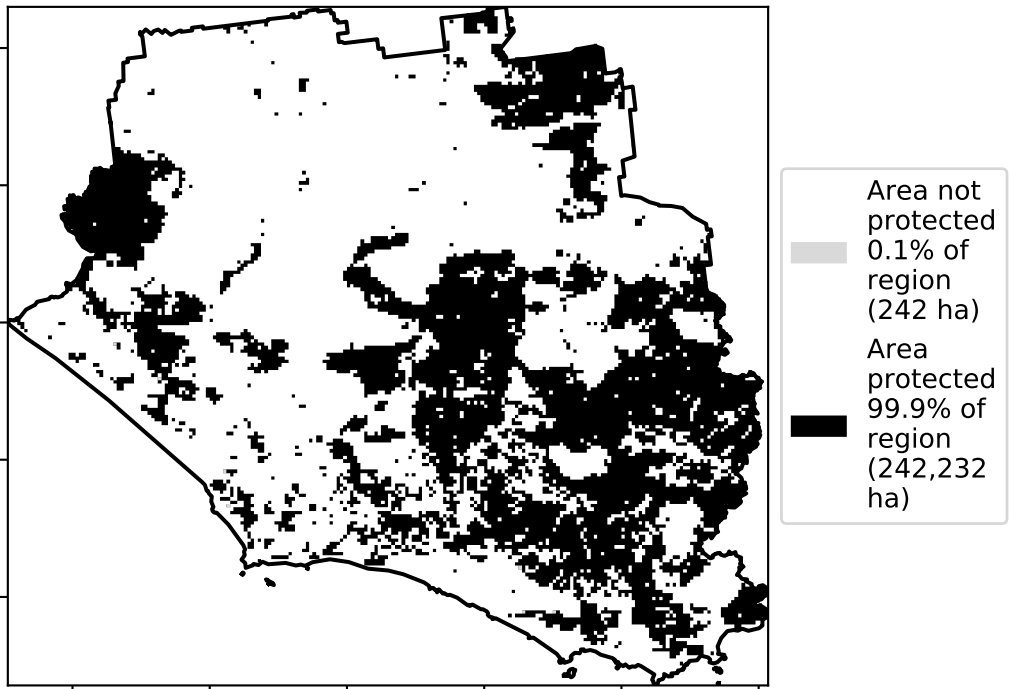 Area not
protected
0.1% of
region
(242 ha)
Area
protected
99.9% of
region
(242,232
ha)